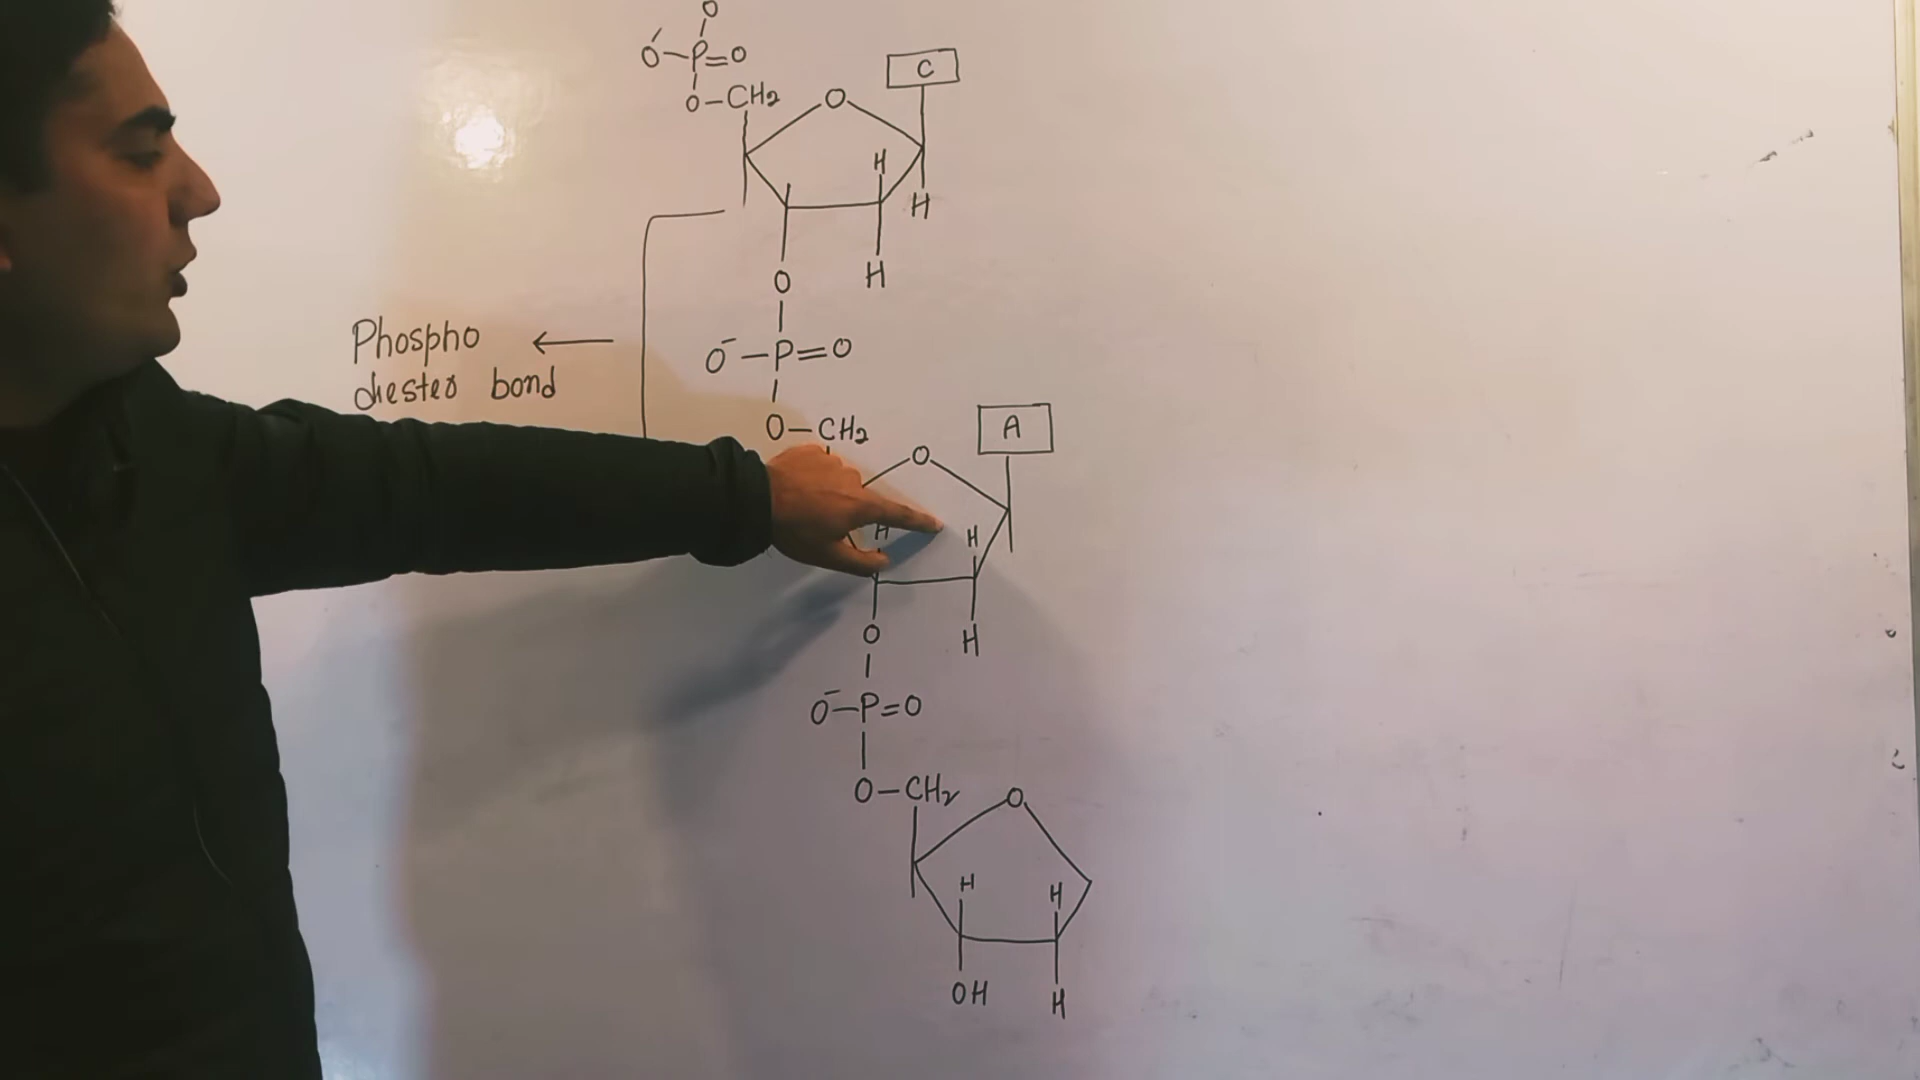 O
O⁻—P=O
O—CH₂ O C
H
H
H
O
Phospho
O⁻—P=O
diester bond
O—CH₂ O A
H H
O H
O⁻—P=O
O—CH₂ O
H H
OH H